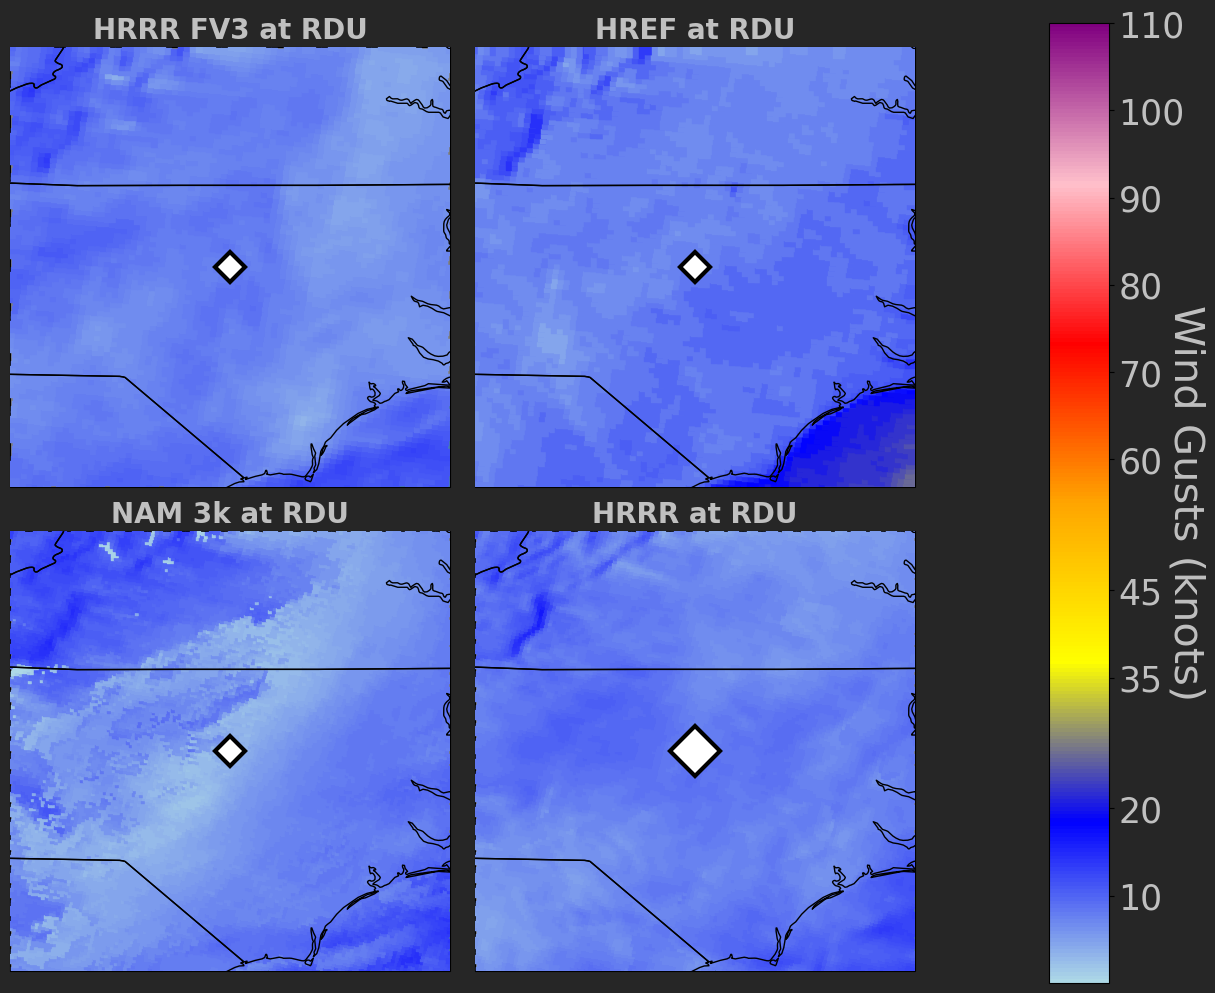 HRRR FV3 at RDU
HREF at RDU
NAM 3k at RDU
HRRR at RDU
110
100
90
80
70
60
45
35
20
10
Wind Gusts (knots)